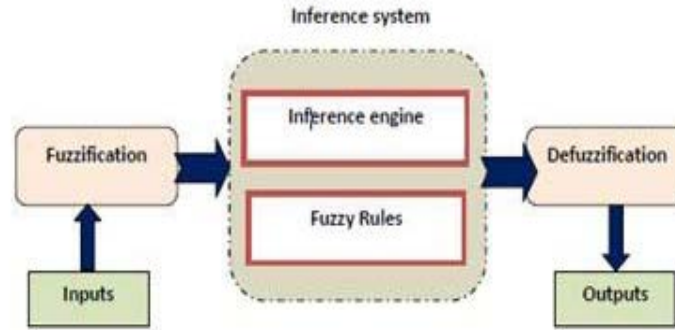 Inference system
Inference engine
Fuzzification
Defuzzification
Fuzzy Rules
Inputs
Outputs